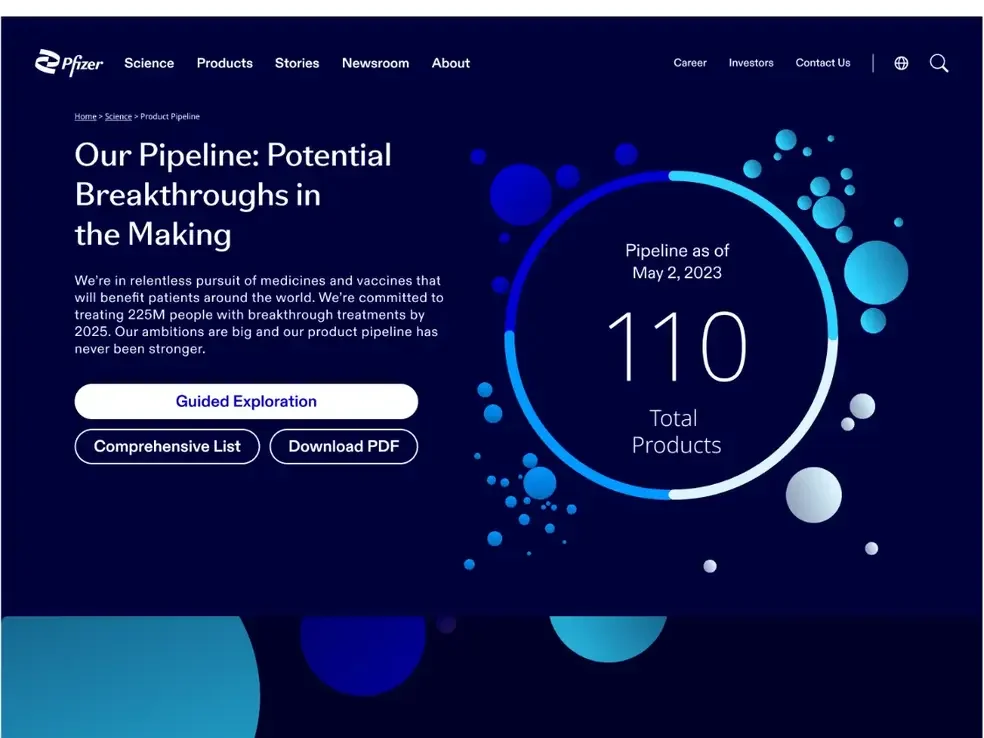 Pfizer Science Products Stories Newsroom About Career Investors Contact Us
Home > Science > Product Pipeline
Our Pipeline: Potential
Breakthroughs in
the Making
We’re in relentless pursuit of medicines and vaccines that
will benefit patients around the world. We’re committed to
treating 225M people with breakthrough treatments by
2025. Our ambitions are big and our product pipeline has
never been stronger.
Guided Exploration
Comprehensive List Download PDF
Pipeline as of
May 2, 2023
110
Total
Products